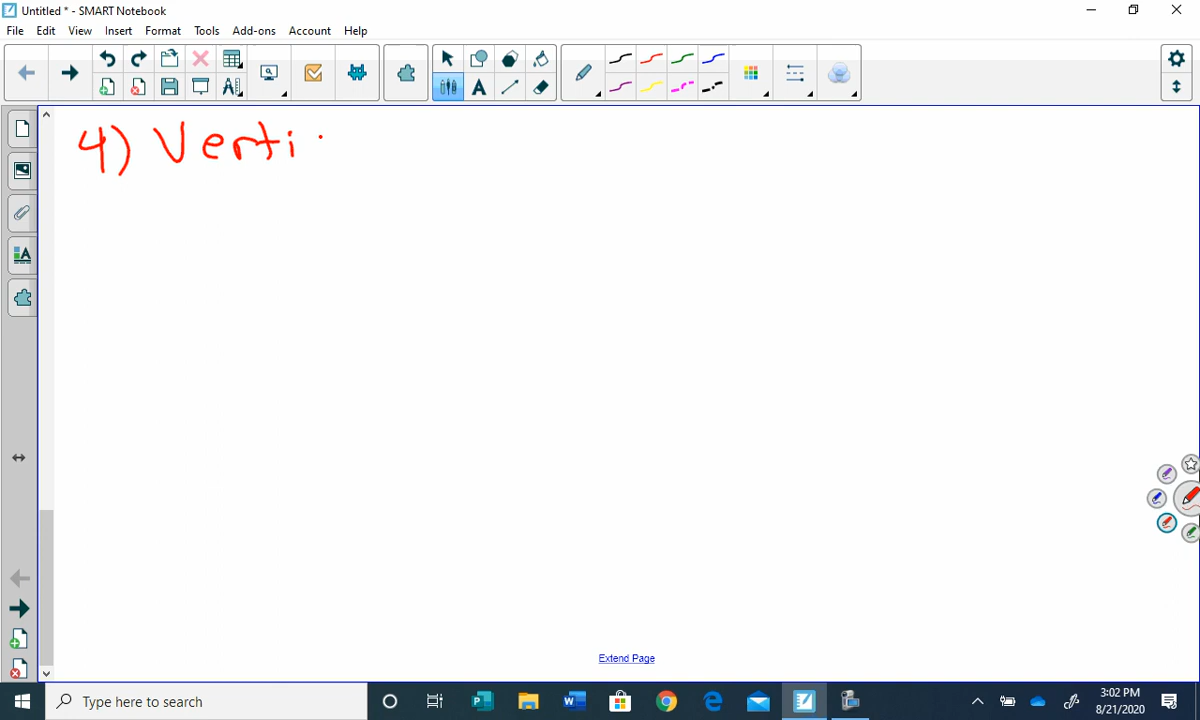 Untitled * - SMART Notebook
File Edit View Insert Format Tools Add-ons Account Help
4) Verti
Extend Page
Type here to search
3:02 PM
8/21/2020